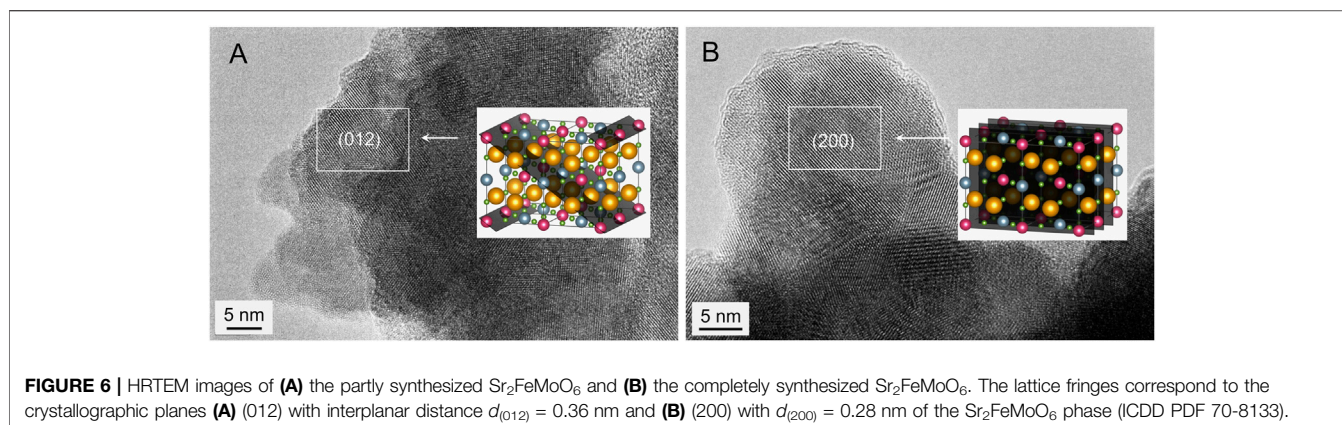 A
B
(012)
(200)
5 nm
5 nm
FIGURE 6 | HRTEM images of (A) the partly synthesized Sr₂FeMoO₆ and (B) the completely synthesized Sr₂FeMoO₆. The lattice fringes correspond to the
crystallographic planes (A) (012) with interplanar distance d₍₀₁₂₎ = 0.36 nm and (B) (200) with d₍₂₀₀₎ = 0.28 nm of the Sr₂FeMoO₆ phase (ICDD PDF 70-8133).